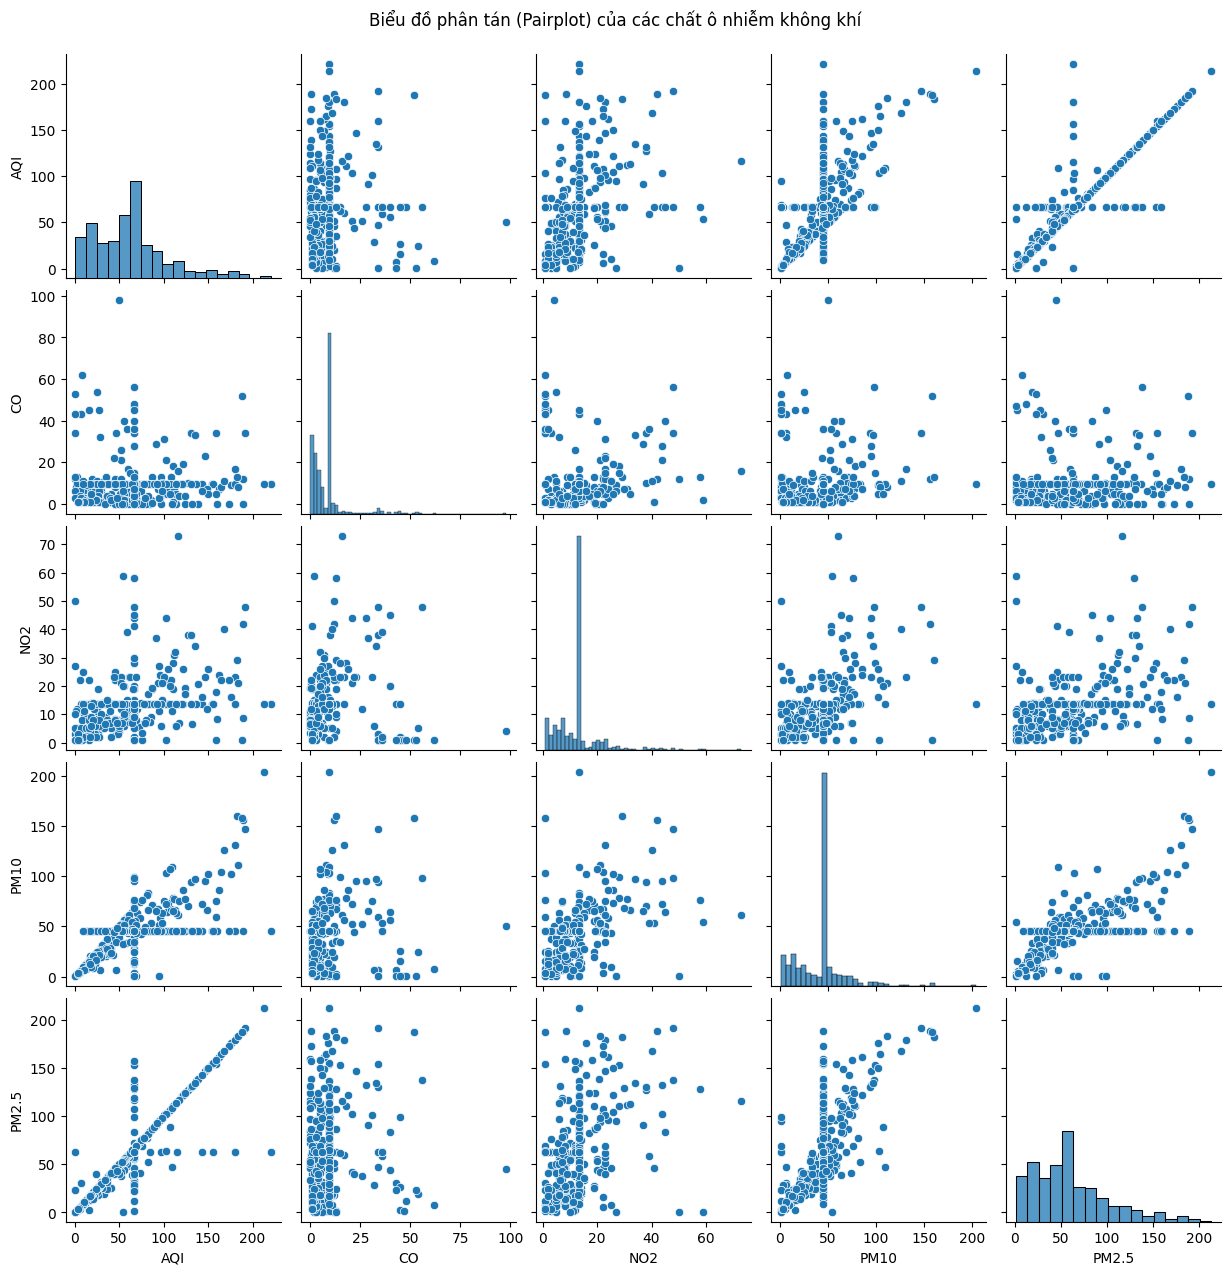 Biểu đồ phân tán (Pairplot) của các chất ô nhiễm không khí
AQI
200
150
100
50
0
CO
100
80
60
40
20
0
NO2
70
60
50
40
30
20
10
0
PM10
200
150
100
50
0
PM2.5
200
150
100
50
0
0 50 100 150 200
0 25 50 75 100
0 20 40 60
0 50 100 150 200
0 50 100 150 200
AQI CO NO2 PM10 PM2.5